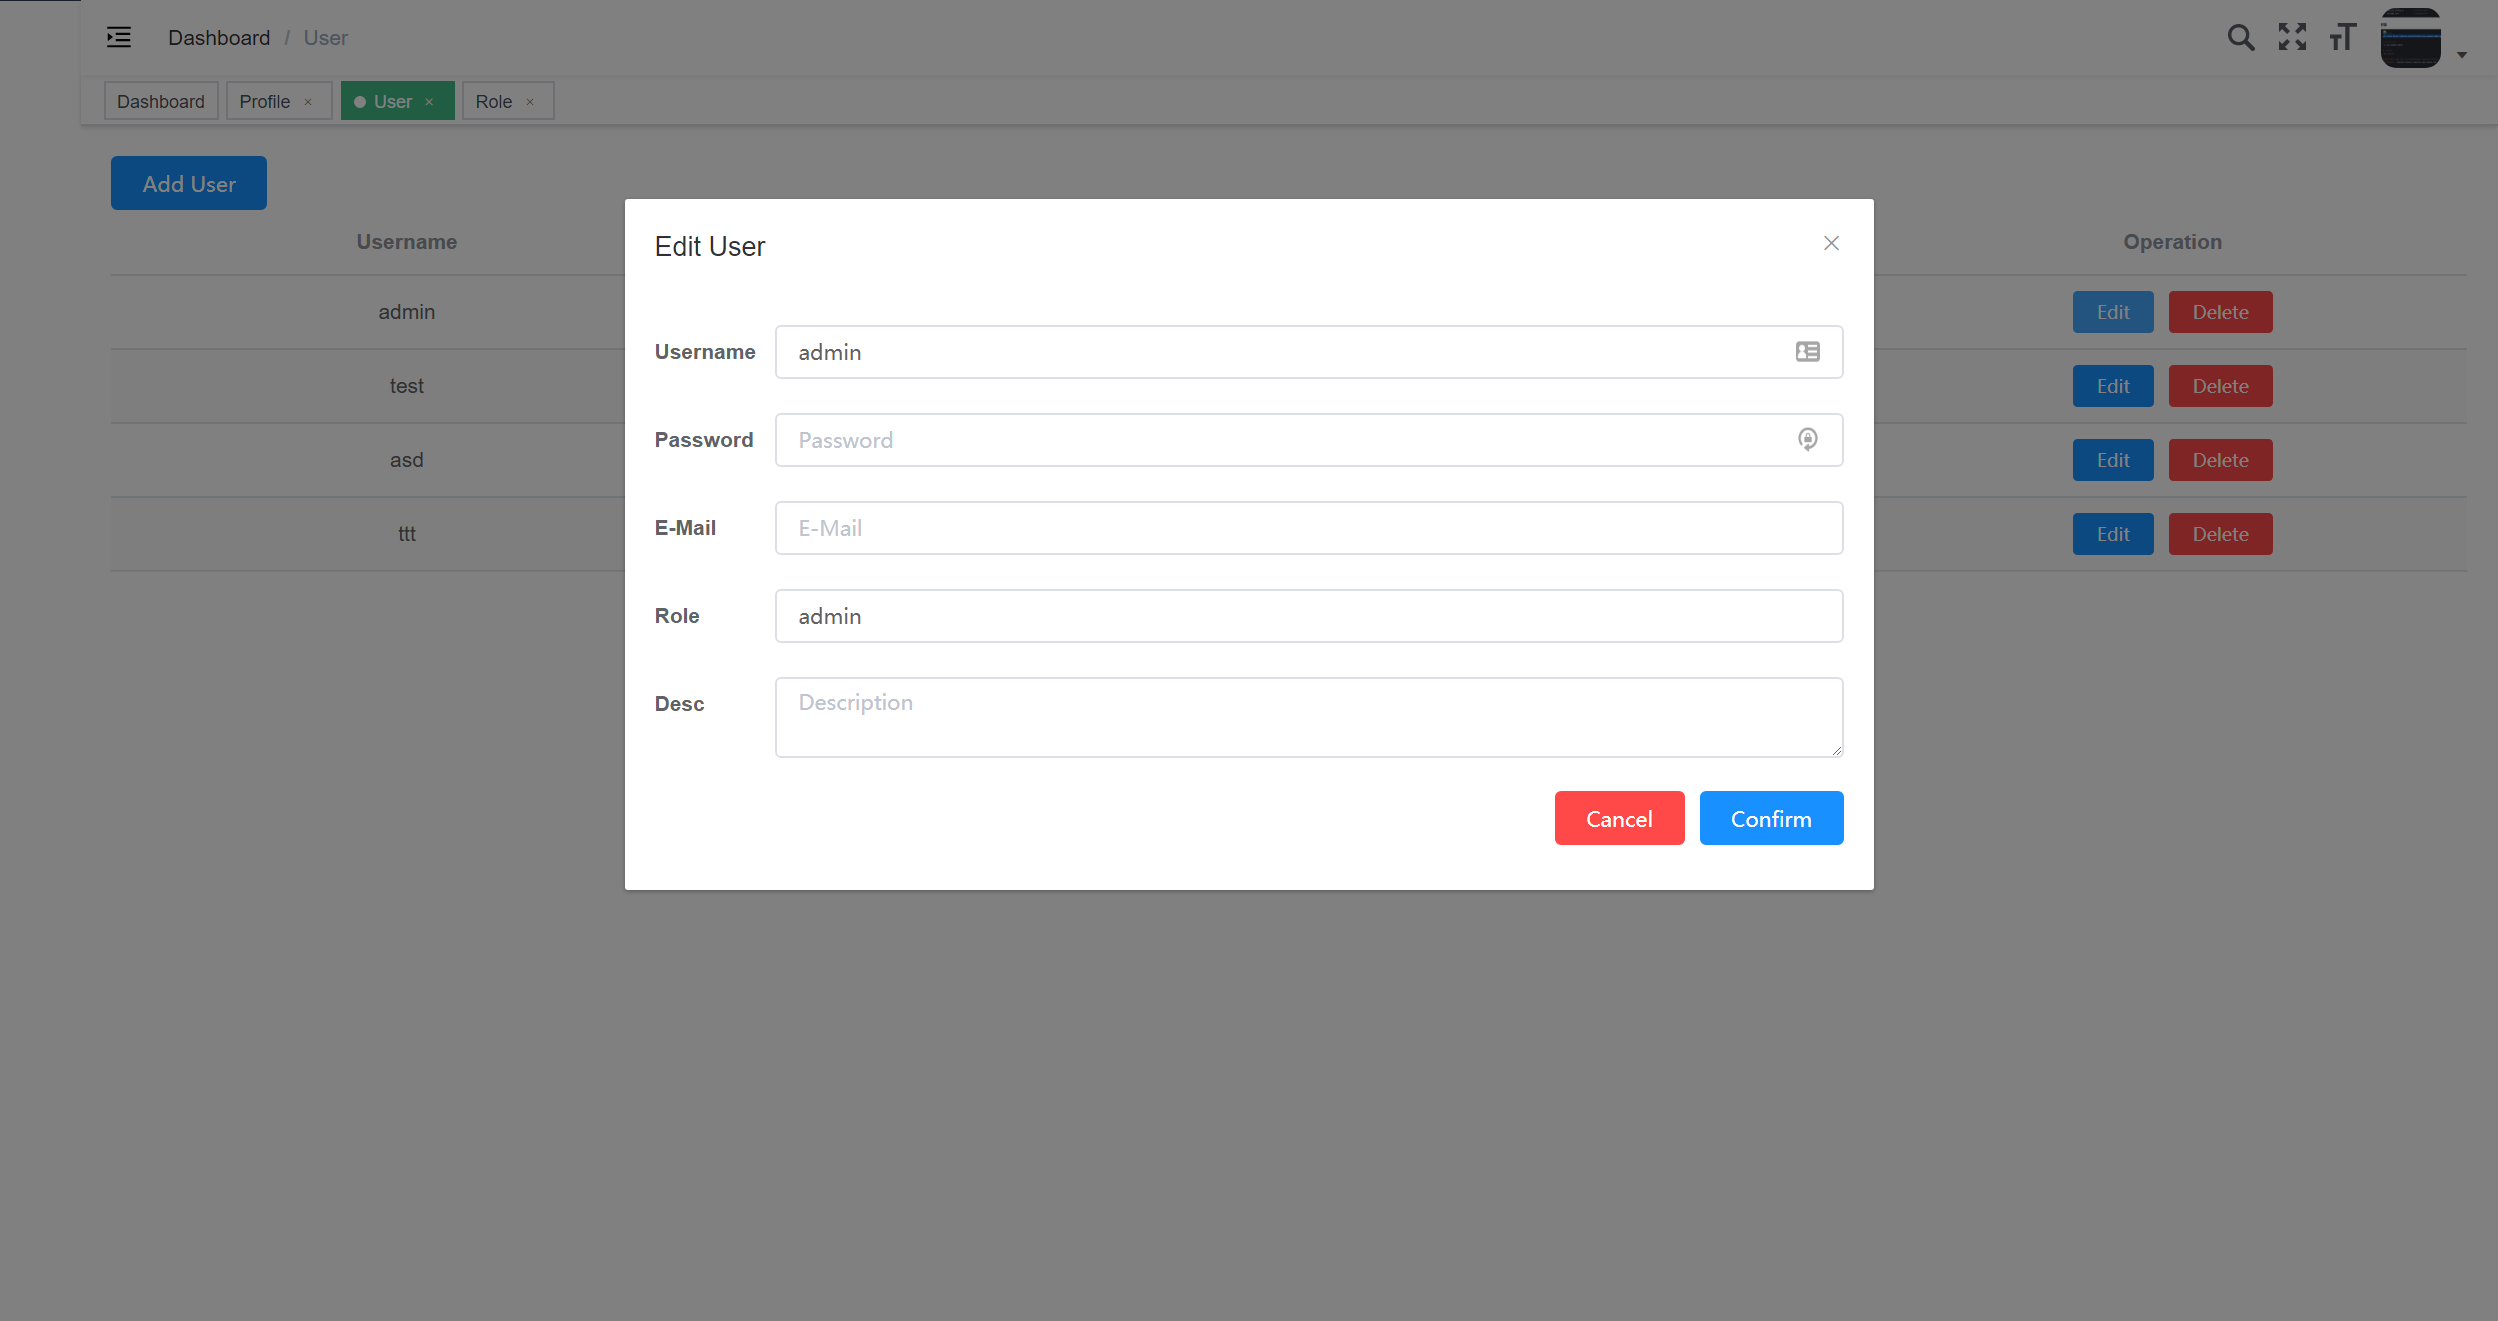 Dashboard / User
Dashboard Profile × User × Role ×
Add User
Username Operation
admin Edit Delete
test Edit Delete
asd Edit Delete
ttt Edit Delete
Edit User
Username admin
Password Password
E-Mail E-Mail
Role admin
Desc Description
Cancel Confirm